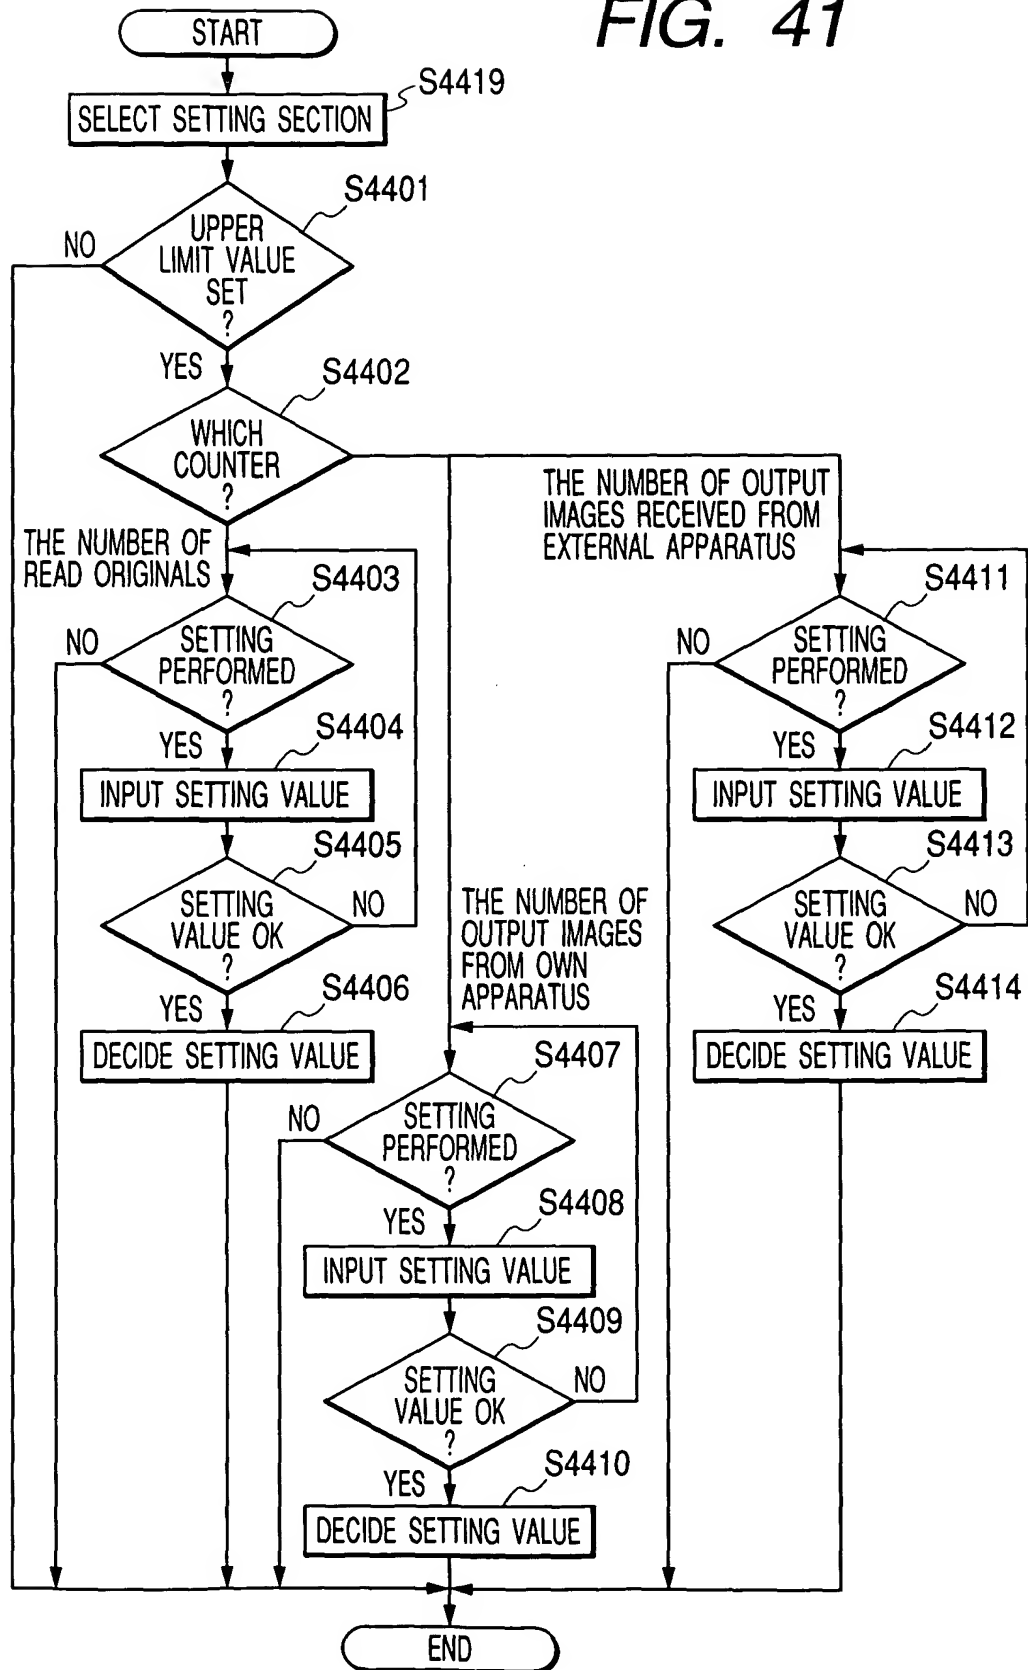 FIG. 41
START
S4419
SELECT SETTING SECTION
S4401
UPPER
LIMIT VALUE
SET
?
NO
YES
S4402
WHICH
COUNTER
?
THE NUMBER OF
READ ORIGINALS
S4403
SETTING
PERFORMED
?
NO
YES
S4404
INPUT SETTING VALUE
S4405
SETTING
VALUE OK
?
NO
YES
S4406
DECIDE SETTING VALUE
THE NUMBER OF
OUTPUT IMAGES
FROM OWN
APPARATUS
S4407
SETTING
PERFORMED
?
NO
YES
S4408
INPUT SETTING VALUE
S4409
SETTING
VALUE OK
?
NO
YES
S4410
DECIDE SETTING VALUE
THE NUMBER OF OUTPUT
IMAGES RECEIVED FROM
EXTERNAL APPARATUS
S4411
SETTING
PERFORMED
?
NO
YES
S4412
INPUT SETTING VALUE
S4413
SETTING
VALUE OK
?
NO
YES
S4414
DECIDE SETTING VALUE
END